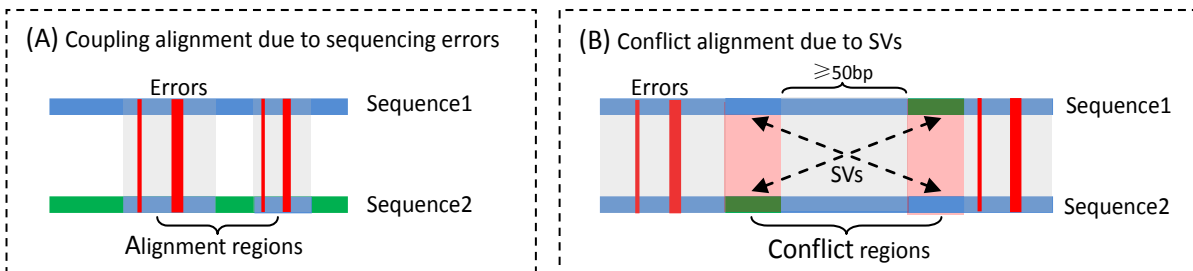 (A) Coupling alignment due to sequencing errors
Errors
Sequence1
Sequence2
Alignment regions
(B) Conflict alignment due to SVs
≥50bp
Errors
Sequence1
SVs
Sequence2
Conflict regions